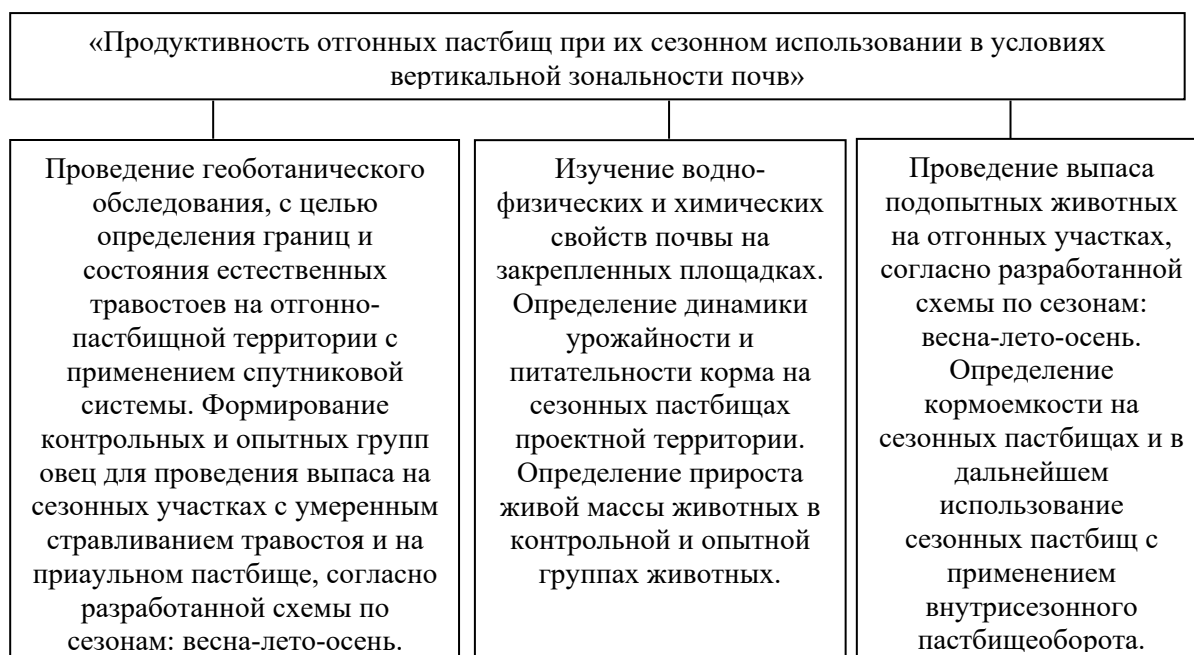 «Продуктивность отгонных пастбищ при их сезонном использовании в условиях
вертикальной зональности почв»
Проведение геоботанического
обследования, с целью
определения границ и
состояния естественных
травостоев на отгонно-
пастбищной территории с
применением спутниковой
системы. Формирование
контрольных и опытных групп
овец для проведения выпаса на
сезонных участках с умеренным
стравливанием травостоя и на
приаульном пастбище, согласно
разработанной схемы по
сезонам: весна-лето-осень.
Изучение водно-
физических и химических
свойств почвы на
закрепленных площадках.
Определение динамики
урожайности и
питательности корма на
сезонных пастбищах
проектной территории.
Определение прироста
живой массы животных в
контрольной и опытной
группах животных.
Проведение выпаса
подопытных животных
на отгонных участках,
согласно разработанной
схемы по сезонам:
весна-лето-осень.
Определение
кормоемкости на
сезонных пастбищах и в
дальнейшем
использование
сезонных пастбищ с
применением
внутрисезонного
пастбищеоборота.